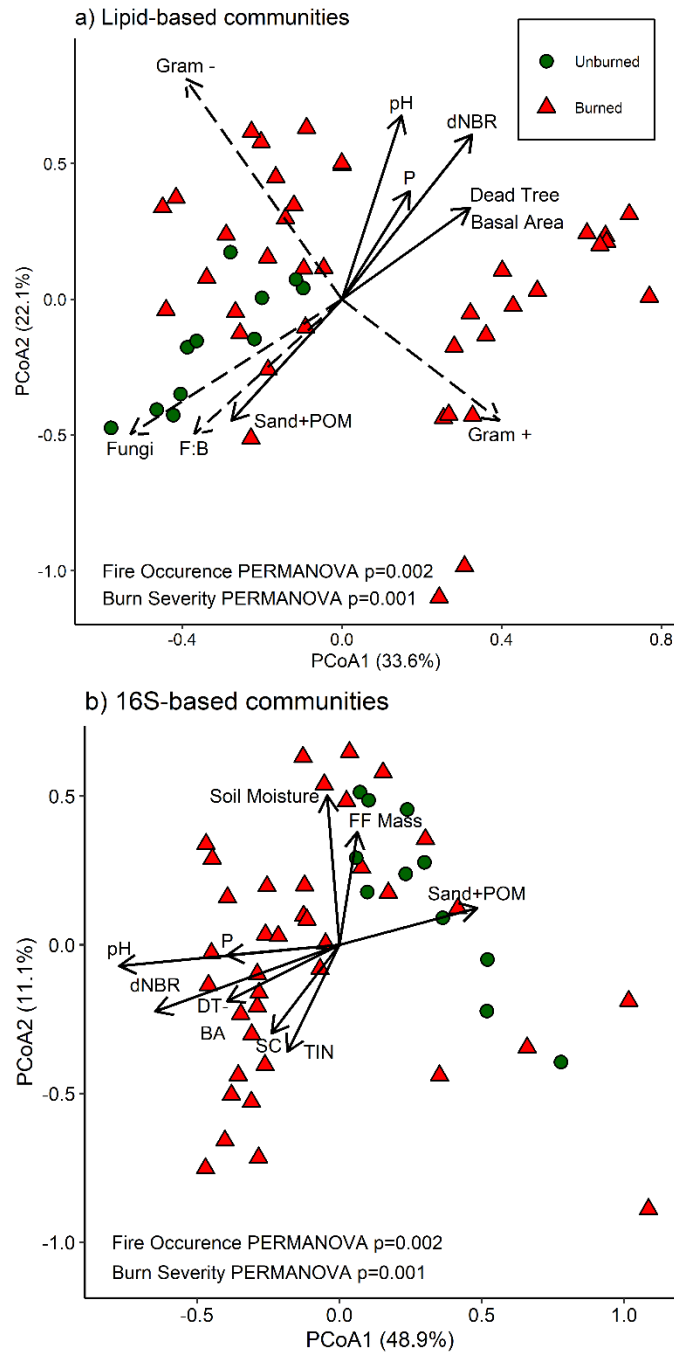 a) Lipid-based communities
Unburned
Burned
Gram -
pH
dNBR
P
Dead Tree
Basal Area
Sand+POM
Fungi
F:B
Gram +
0.5
0.0
-0.5
-1.0
PCoA2 (22.1%)
Fire Occurence PERMANOVA p=0.002
Burn Severity PERMANOVA p=0.001
-0.4
0.0
0.4
0.8
PCoA1 (33.6%)
b) 16S-based communities
Soil Moisture
FF Mass
Sand+POM
pH
P
dNBR
DT-
BA
SC
TIN
0.5
0.0
-0.5
-1.0
PCoA2 (11.1%)
Fire Occurence PERMANOVA p=0.002
Burn Severity PERMANOVA p=0.001
-0.5
0.0
0.5
1.0
PCoA1 (48.9%)